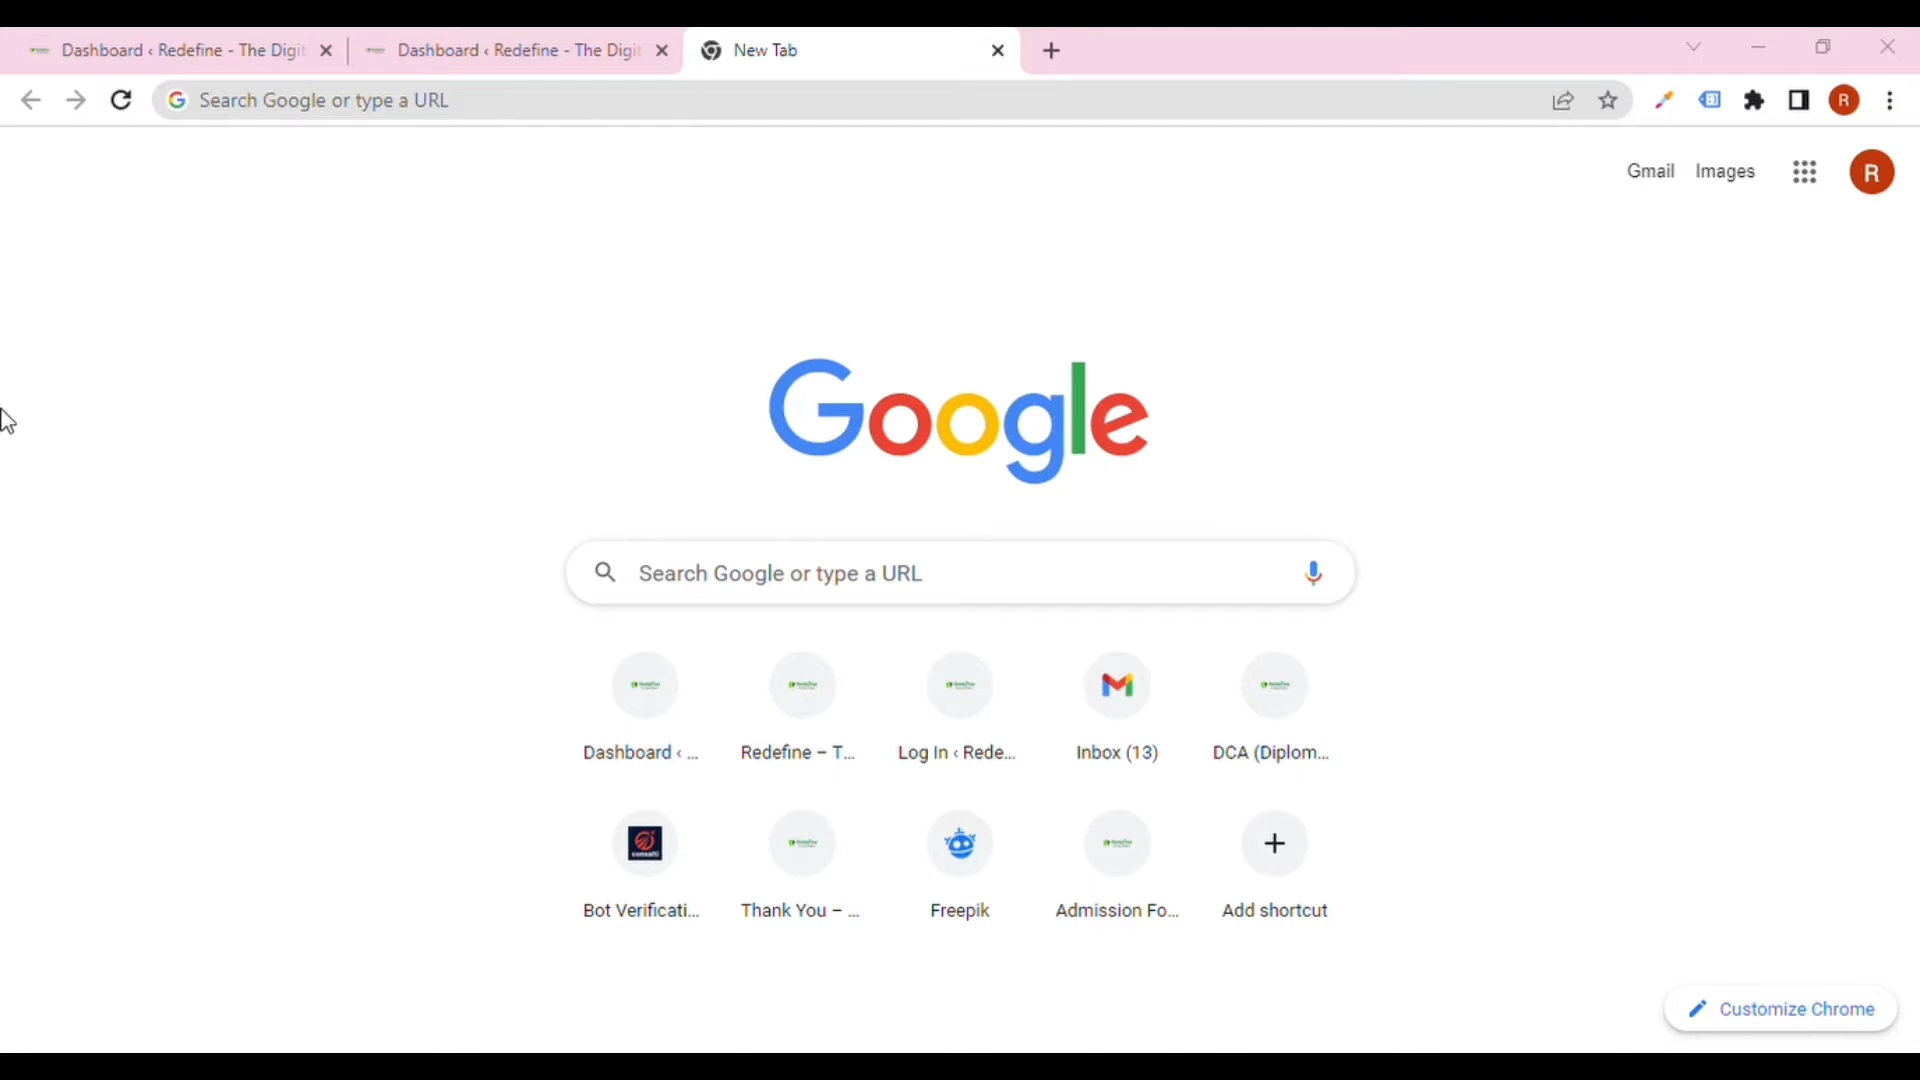 Dashboard ‹ Redefine - The Digit
Dashboard ‹ Redefine - The Digit
New Tab
Search Google or type a URL
R
Gmail Images
R
Google
Search Google or type a URL
Dashboard ‹ ...
Redefine – T...
Log In ‹ Rede...
Inbox (13)
DCA (Diplom...
consalti
Bot Verificati...
Thank You – ...
Freepik
Admission Fo...
Add shortcut
Customize Chrome